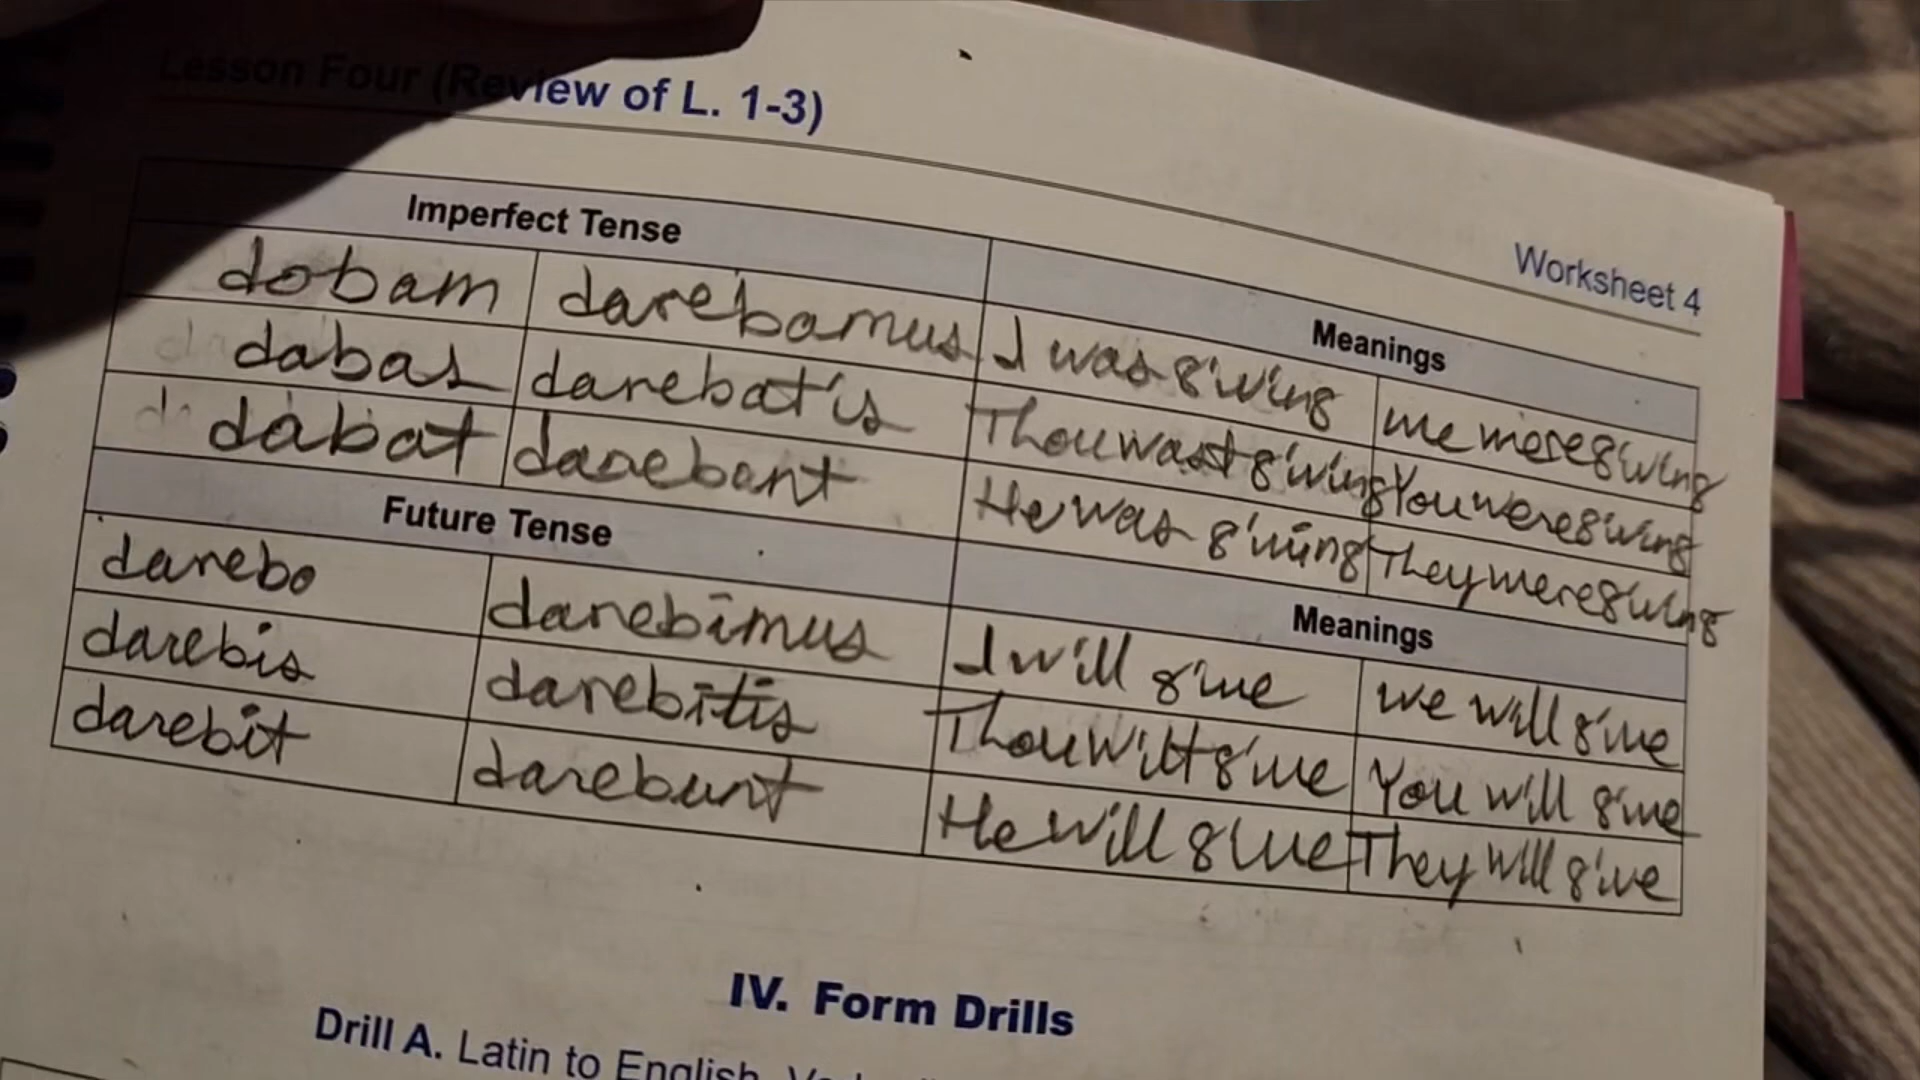 Lesson Four (Review of L. 1-3)
Worksheet 4
Imperfect Tense Meanings
dobam darebamus I was giving we were giving
dabas darebatis Thou wast giving You were giving
dabat darebant He was giving They were giving
Future Tense Meanings
darebo darebimus I will give we will give
darebis darebitis Thou wilt give You will give
darebit darebunt He will give They will give
IV. Form Drills
Drill A. Latin to English